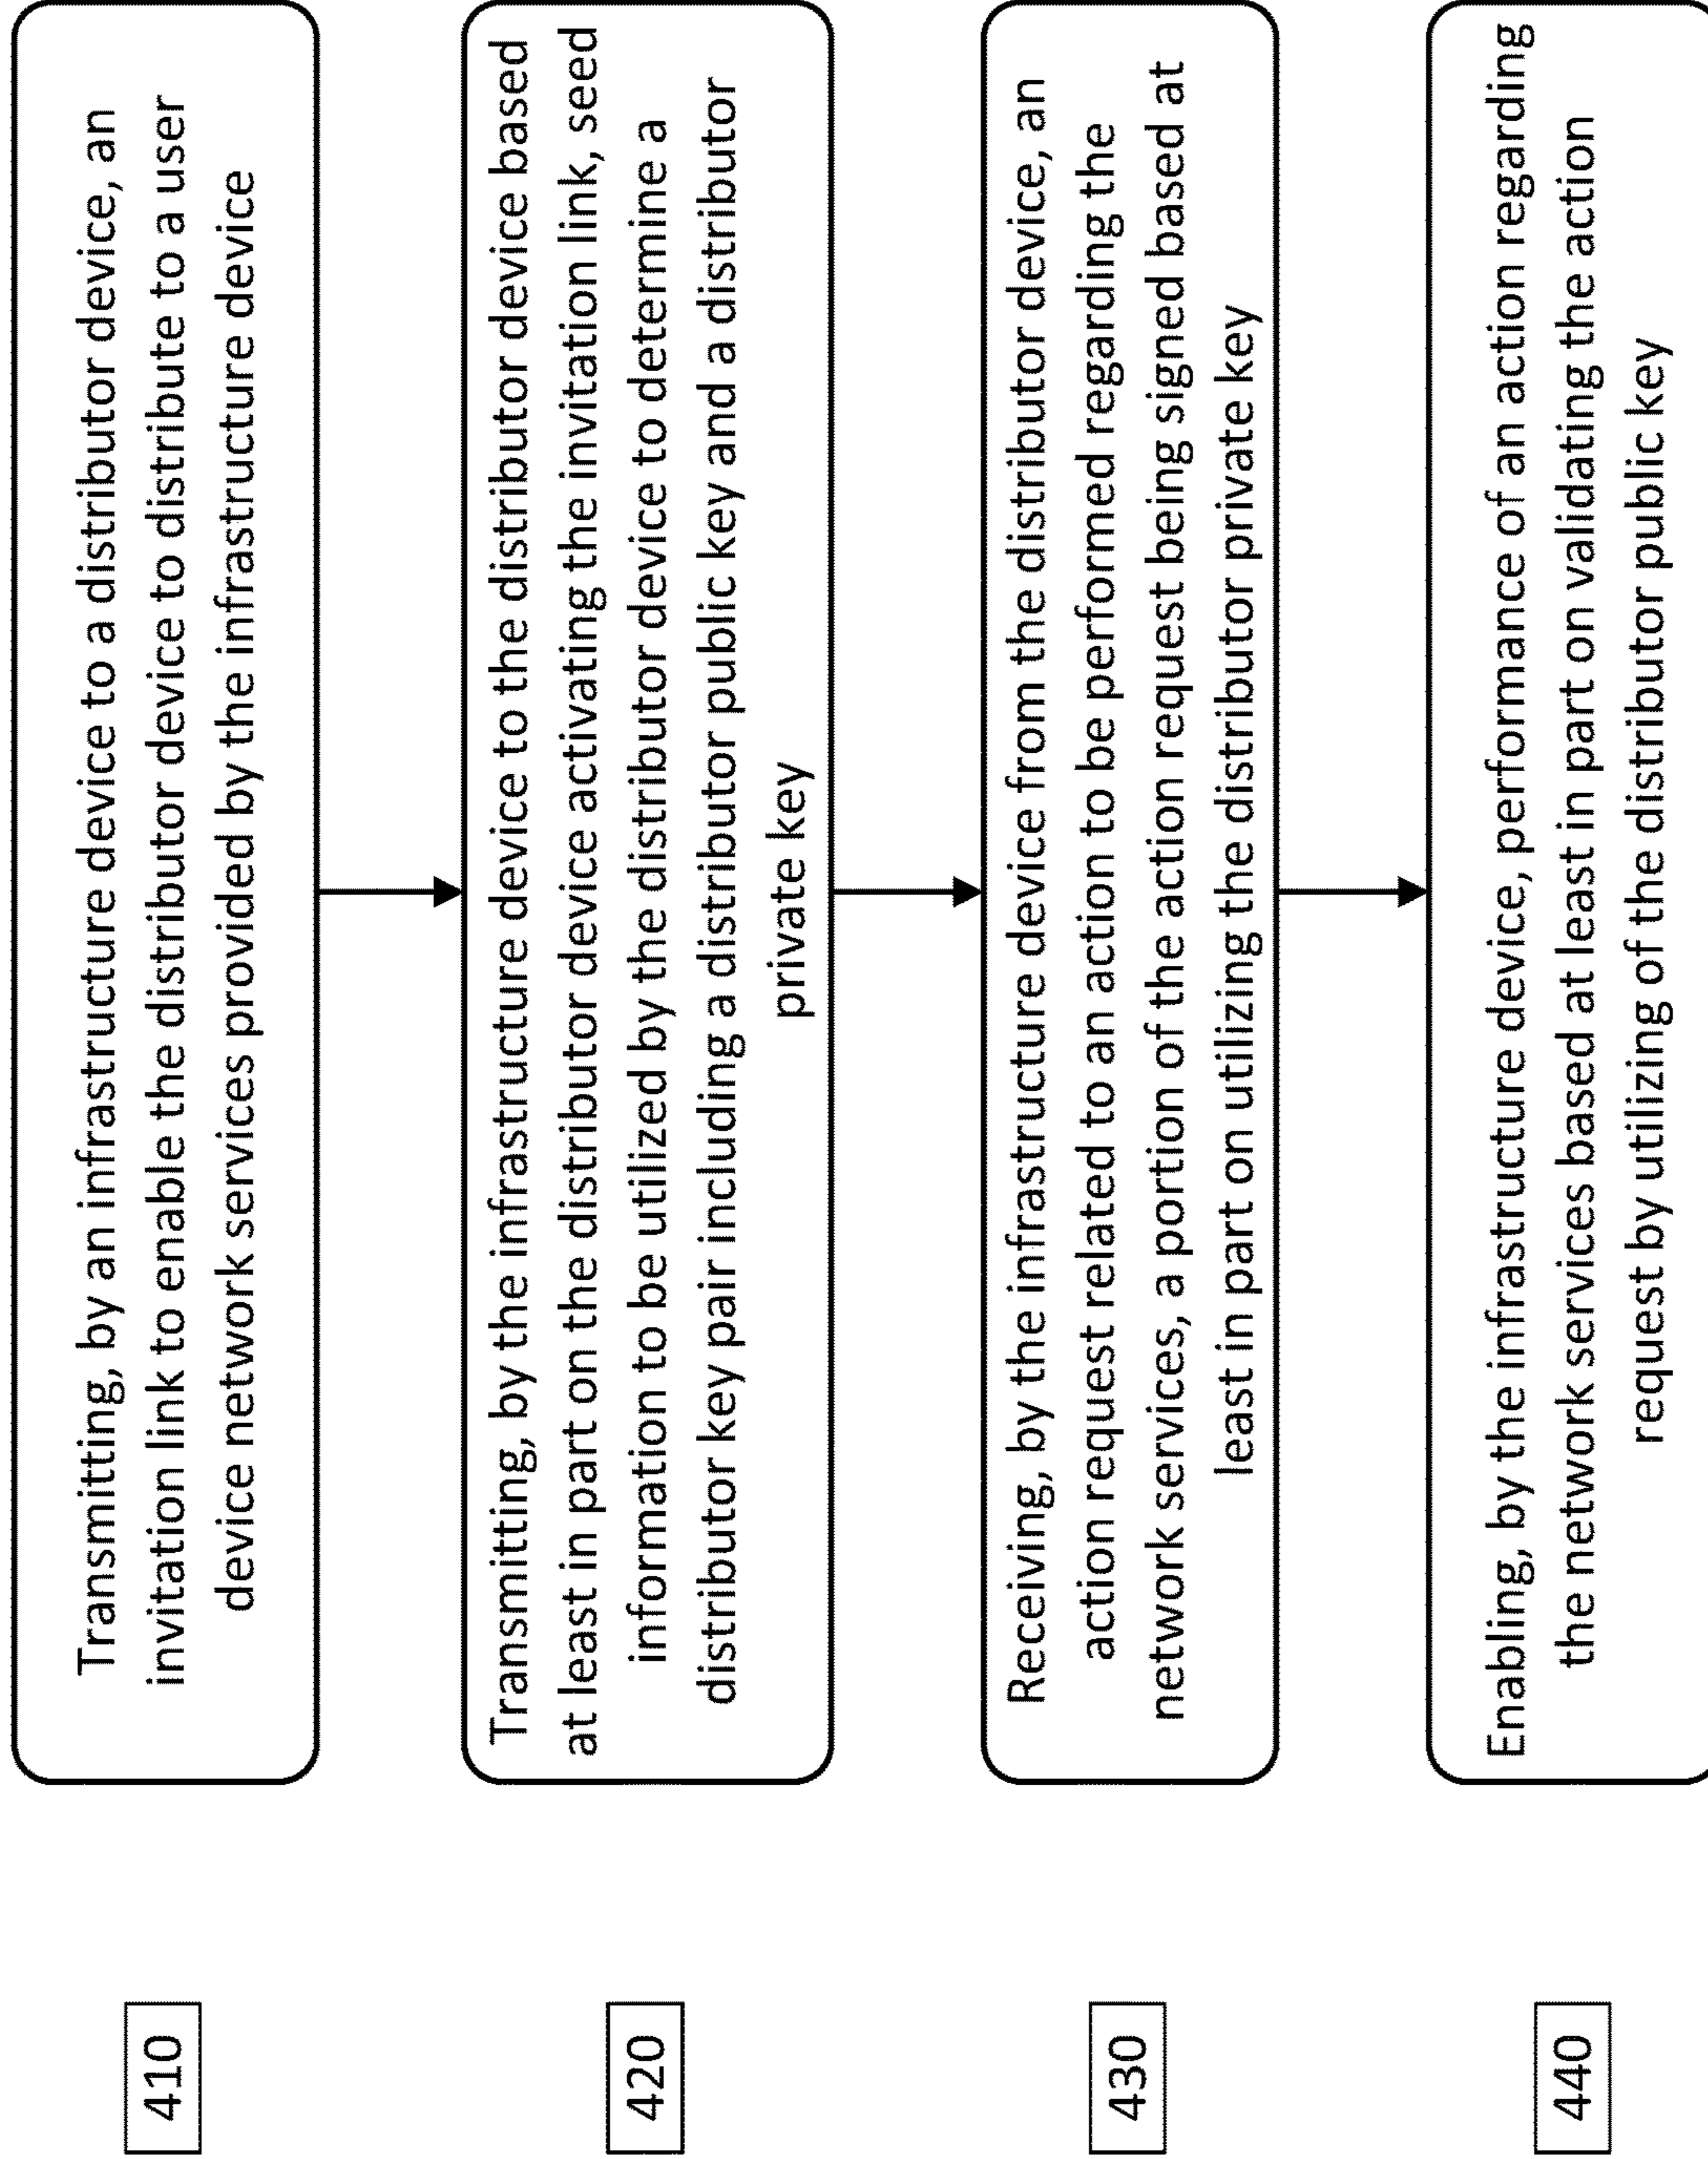 410
Transmitting, by an infrastructure device to a distributor device, an
invitation link to enable the distributor device to distribute to a user
device network services provided by the infrastructure device
420
Transmitting, by the infrastructure device to the distributor device based
at least in part on the distributor device activating the invitation link, seed
information to be utilized by the distributor device to determine a
distributor key pair including a distributor public key and a distributor
private key
430
Receiving, by the infrastructure device from the distributor device, an
action request related to an action to be performed regarding the
network services, a portion of the action request being signed based at
least in part on utilizing the distributor private key
440
Enabling, by the infrastructure device, performance of an action regarding
the network services based at least in part on validating the action
request by utilizing of the distributor public key